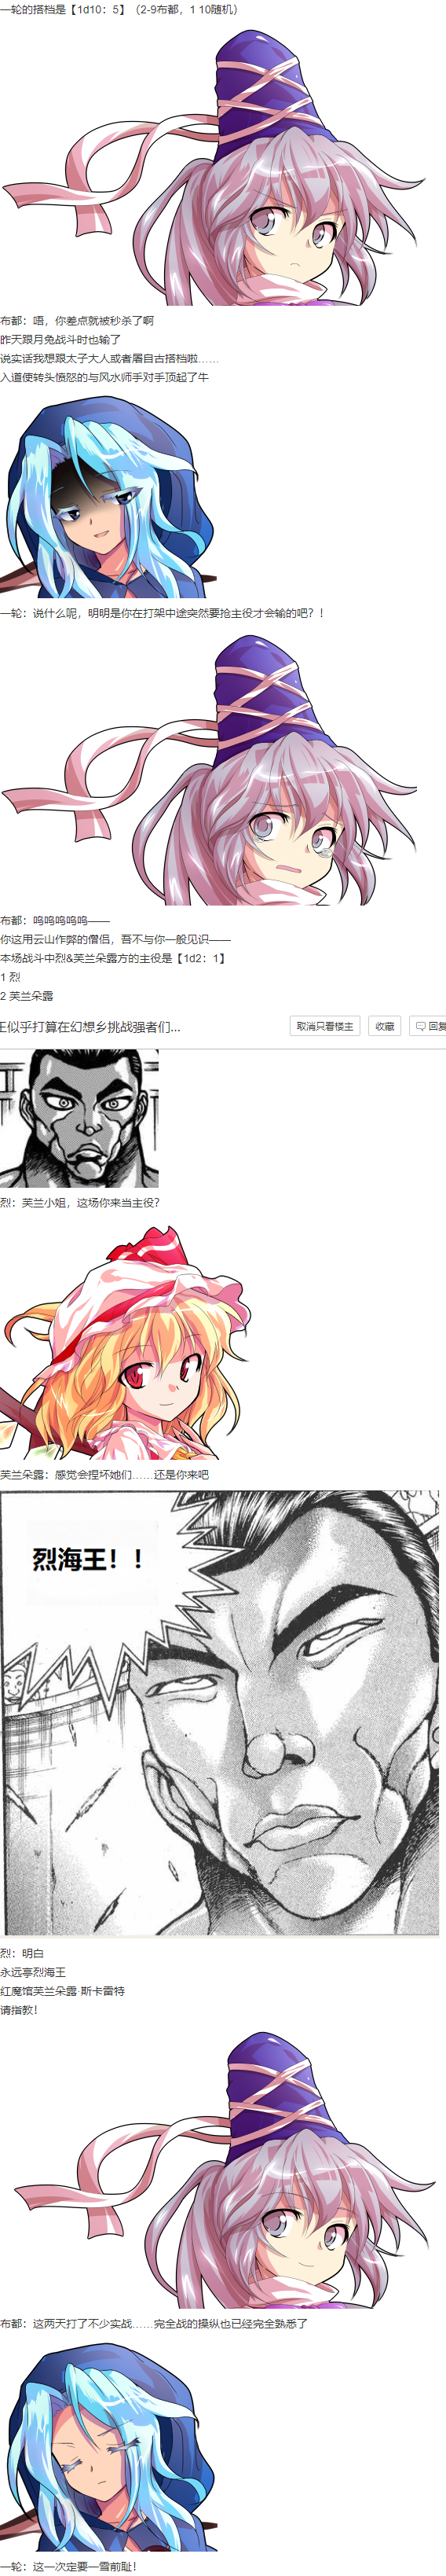 一轮的搭档是【1d10：5】（2-9布都，1 10随机）
布都：唔，你差点就被秒杀了啊
昨天跟月兔战斗时也输了
说实话我想跟太子大人或者屠自古搭档啦……
入道使转头愤怒的与风水师手对手顶起了牛
一轮：说什么呢，明明是你在打架中途突然要抢主役才会输的吧？！
布都：呜呜呜呜呜——
你这用云山作弊的僧侣，吾不与你一般见识——
本场战斗中烈&芙兰朵露方的主役是【1d2：1】
1 烈
2 芙兰朵露
王似乎打算在幻想乡挑战强者们...
取消只看楼主
收藏
回复
烈：芙兰小姐，这场你来当主役？
芙兰朵露：感觉会捏坏她们……还是你来吧
烈海王！！
烈：明白
永远亭烈海王
红魔馆芙兰朵露·斯卡雷特
请指教！
布都：这两天打了不少实战……完全战的操纵也已经完全熟悉了
一轮：这一次定要一雪前耻！